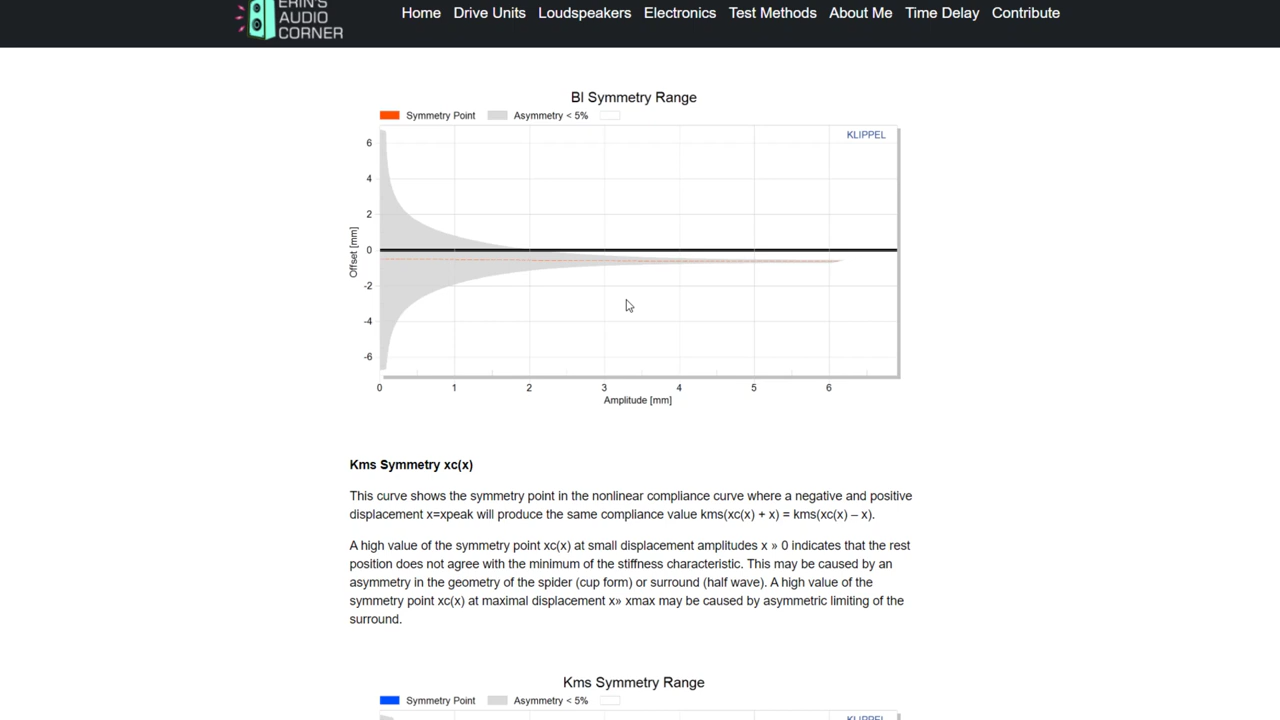 ERIN'S
AUDIO
CORNER
Home Drive Units Loudspeakers Electronics Test Methods About Me Time Delay Contribute
Bl Symmetry Range
Symmetry Point Asymmetry < 5%
KLIPPEL
6
4
2
0
-2
-4
-6
Offset [mm]
0 1 2 3 4 5 6
Amplitude [mm]
Kms Symmetry xc(x)
This curve shows the symmetry point in the nonlinear compliance curve where a negative and positive
displacement x=xpeak will produce the same compliance value kms(xc(x) + x) = kms(xc(x) – x).
A high value of the symmetry point xc(x) at small displacement amplitudes x » 0 indicates that the rest
position does not agree with the minimum of the stiffness characteristic. This may be caused by an
asymmetry in the geometry of the spider (cup form) or surround (half wave). A high value of the
symmetry point xc(x) at maximal displacement x» xmax may be caused by asymmetric limiting of the
surround.
Kms Symmetry Range
Symmetry Point Asymmetry < 5%
KLIPPEL